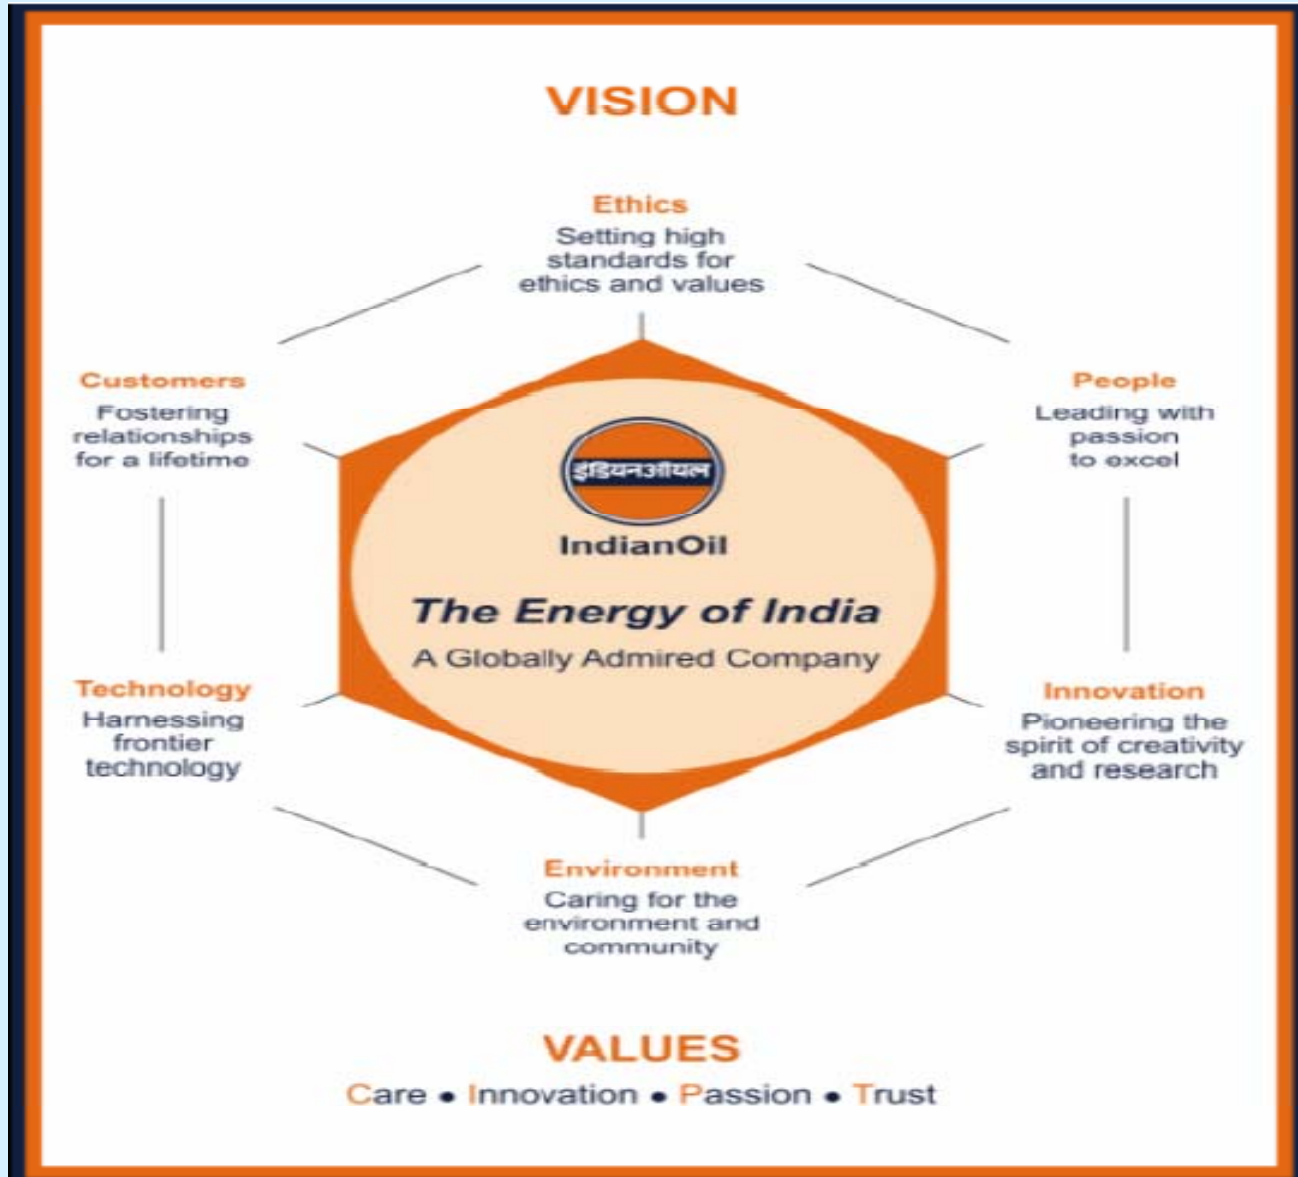 VISION
Ethics
Setting high
standards for
ethics and values
Customers
Fostering
relationships
for a lifetime
People
Leading with
passion
to excel
इंडियनऑयल
IndianOil
The Energy of India
A Globally Admired Company
Technology
Harnessing
frontier
technology
Innovation
Pioneering the
spirit of creativity
and research
Environment
Caring for the
environment and
community
VALUES
Care • Innovation • Passion • Trust